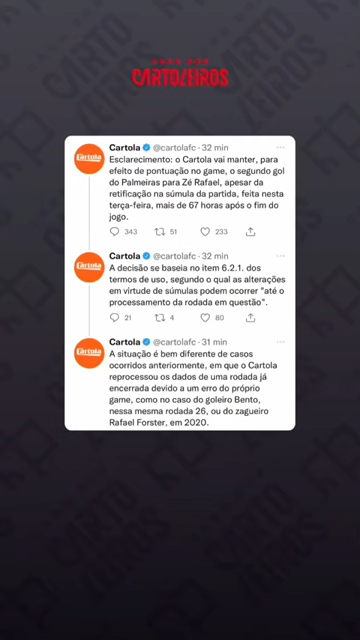 CARTOLEIROS
Cartola @cartolafc · 32 min
Esclarecimento: o Cartola vai manter, para
efeito de pontuação no game, o segundo gol
do Palmeiras para Zé Rafael, apesar da
retificação na súmula da partida, feita nesta
terça-feira, mais de 67 horas após o fim do
jogo.
343 51 233
Cartola @cartolafc · 32 min
A decisão se baseia no item 6.2.1. dos
termos de uso, segundo o qual as alterações
em virtude de súmulas podem ocorrer "até o
processamento da rodada em questão".
21 4 80
Cartola @cartolafc · 31 min
A situação é bem diferente de casos
ocorridos anteriormente, em que o Cartola
reprocessou os dados de uma rodada já
encerrada devido a um erro do próprio
game, como no caso do goleiro Bento,
nessa mesma rodada 26, ou do zagueiro
Rafael Forster, em 2020.